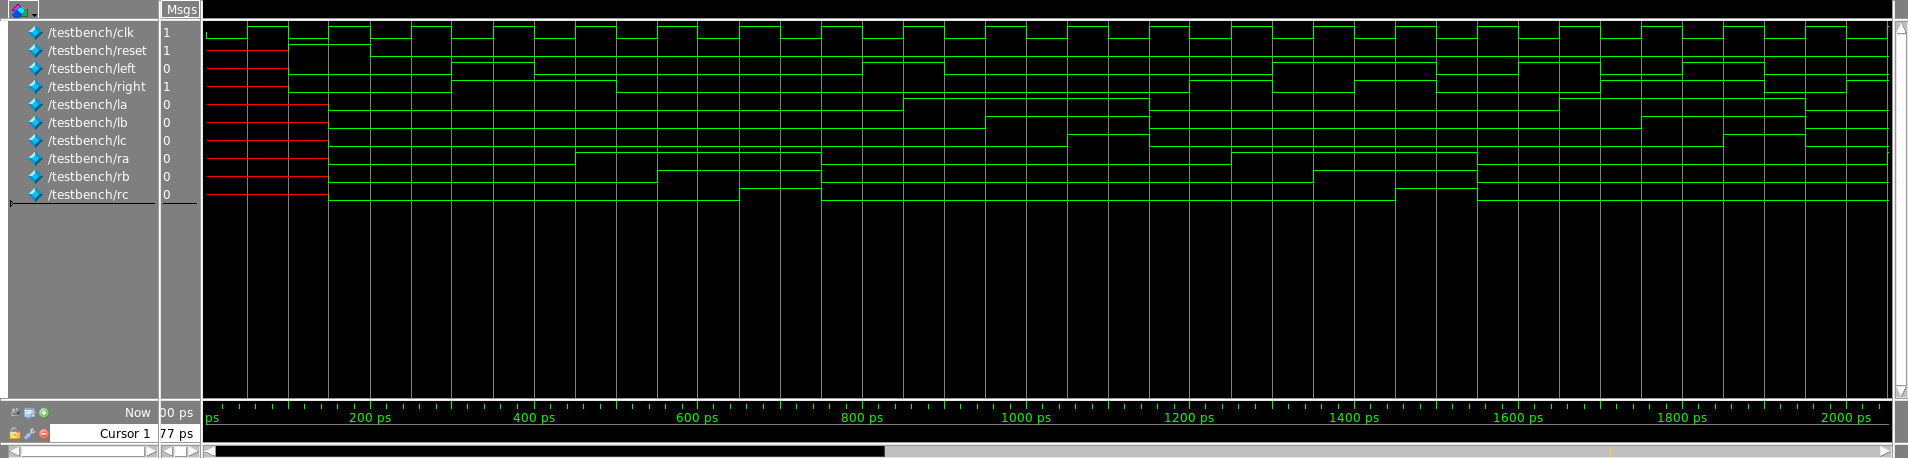 Msgs
/testbench/clk 1
/testbench/reset 1
/testbench/left 0
/testbench/right 1
/testbench/la 0
/testbench/lb 0
/testbench/lc 0
/testbench/ra 0
/testbench/rb 0
/testbench/rc 0
Now 00 ps ps 200 ps 400 ps 600 ps 800 ps 1000 ps 1200 ps 1400 ps 1600 ps 1800 ps 2000 ps
Cursor 1 77 ps